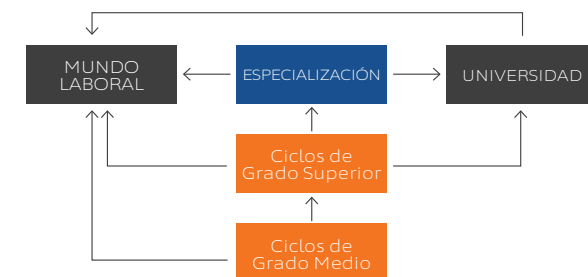 MUNDO
LABORAL
ESPECIALIZACIÓN
UNIVERSIDAD
Ciclos de
Grado Superior
Ciclos de
Grado Medio